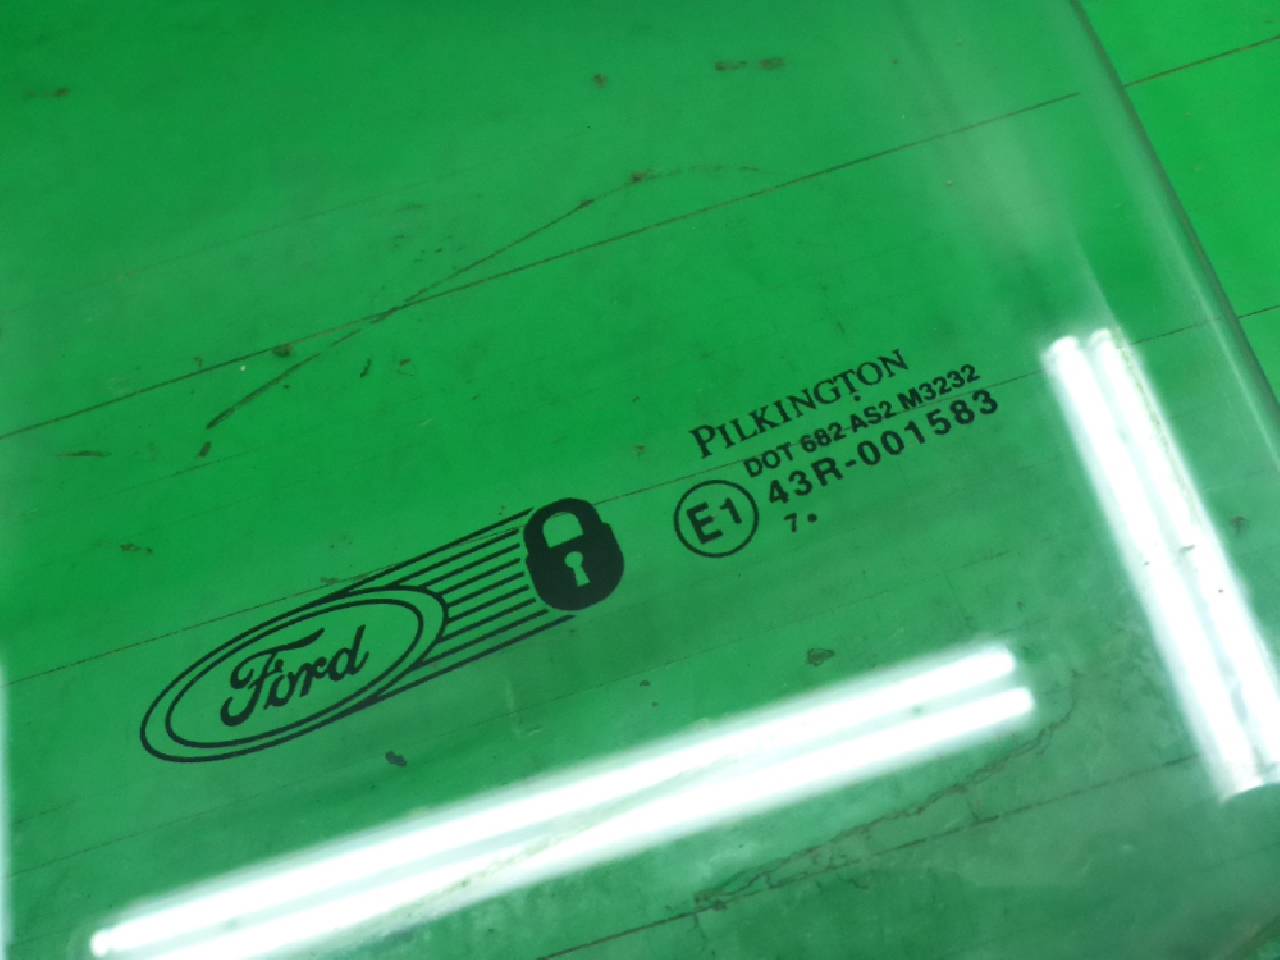 PILKINGTON
DOT 682 AS2 M3232
E1 43R-001583
7 •
Ford